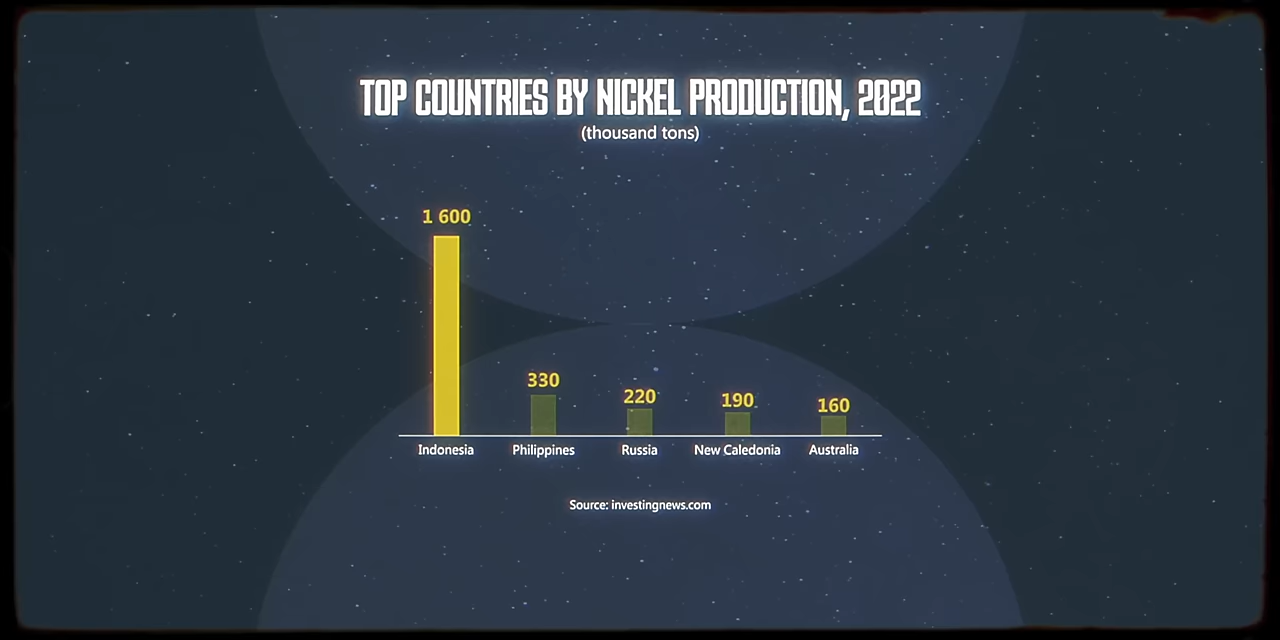 TOP COUNTRIES BY NICKEL PRODUCTION, 2022
(thousand tons)
1 600
330
220
190
160
Indonesia
Philippines
Russia
New Caledonia
Australia
Source: investingnews.com